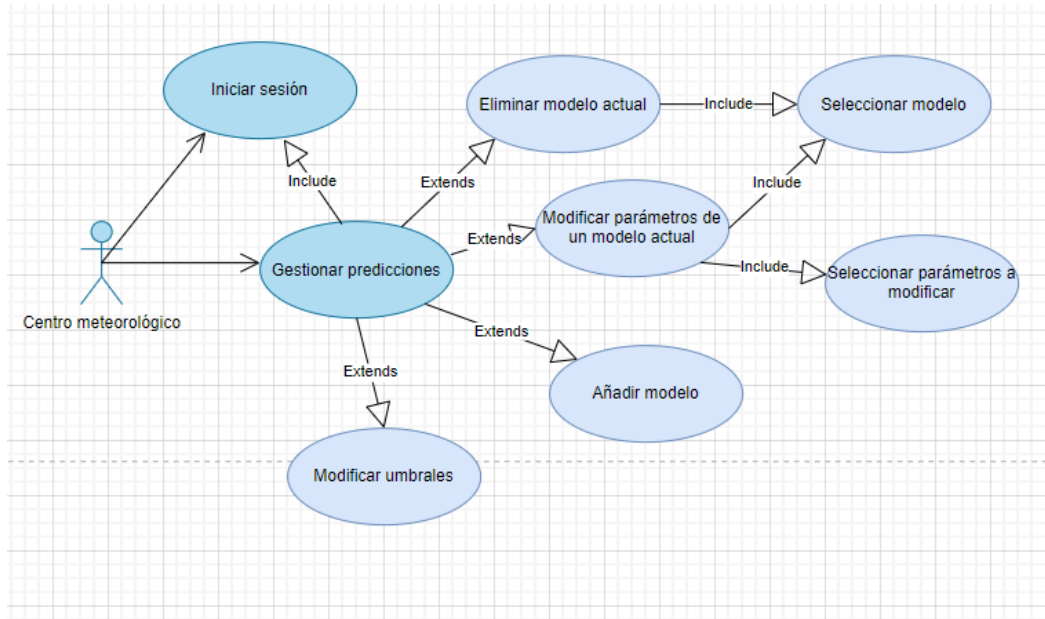 Iniciar sesión
Eliminar modelo actual
Include
Seleccionar modelo
Include
Extends
Include
Modificar parámetros de
un modelo actual
Extends
Gestionar predicciones
Include
Seleccionar parámetros a
modificar
Centro meteorológico
Extends
Extends
Añadir modelo
Modificar umbrales